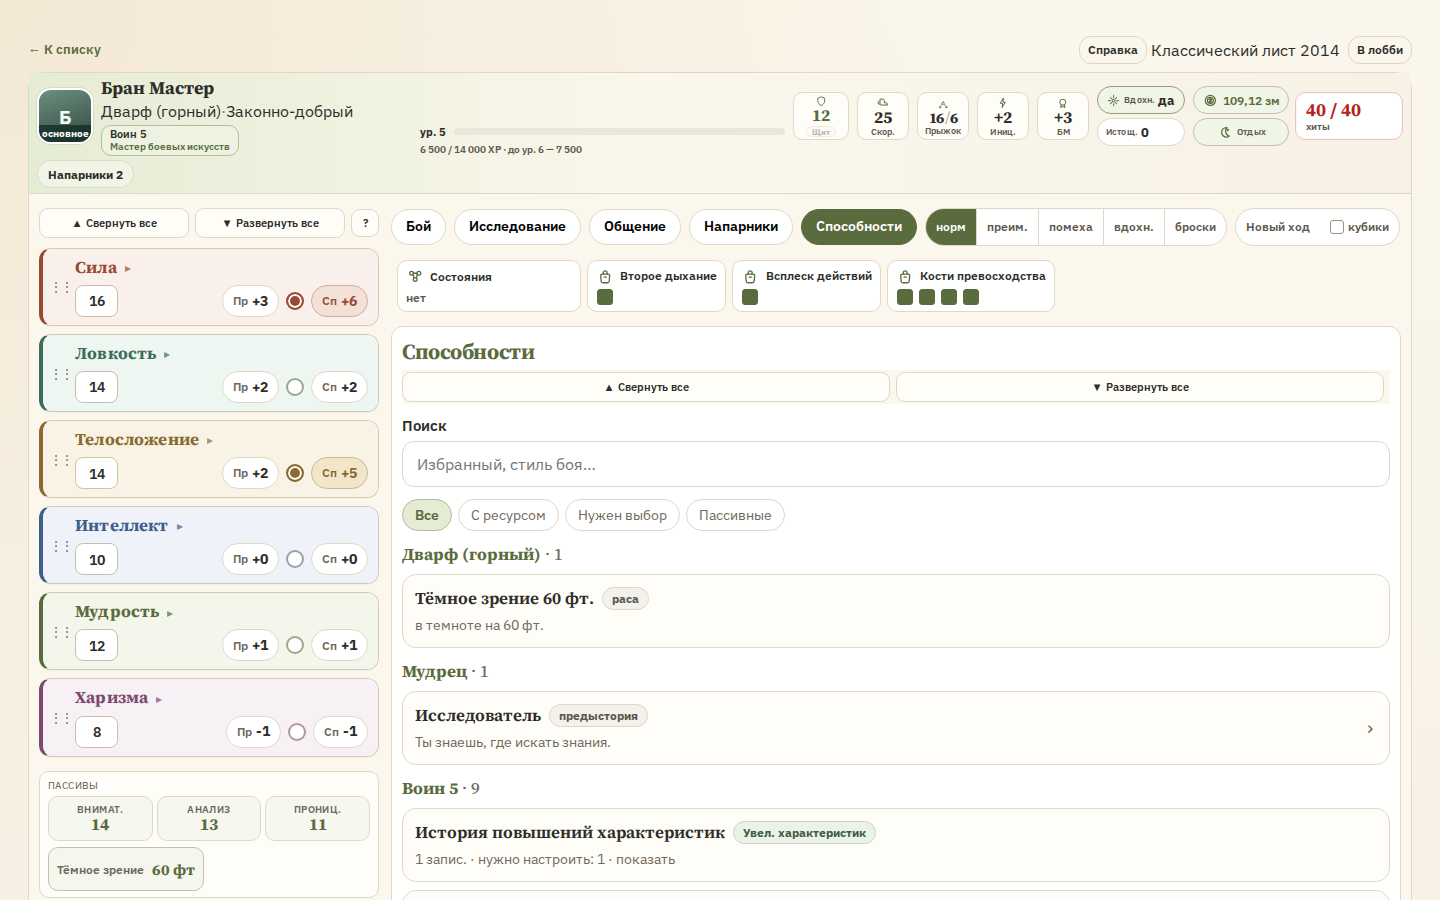 ← К списку
Справка Классический лист 2014 В лобби
Б
основное
Бран Мастер
Дварф (горный)·Законно-добрый
Воин 5
Мастер боевых искусств
Напарники 2
ур. 5
6 500 / 14 000 XP · до ур. 6 — 7 500
12
Щит
25
Скор.
16/6
Прыжок
+2
Иниц.
+3
БМ
Вдохн. да
Истощ. 0
109,12 зм
Отдых
40 / 40
хиты
▲ Свернуть все ▼ Развернуть все ?
Сила ▸
16 Пр +3 Сп +6
Ловкость ▸
14 Пр +2 Сп +2
Телосложение ▸
14 Пр +2 Сп +5
Интеллект ▸
10 Пр +0 Сп +0
Мудрость ▸
12 Пр +1 Сп +1
Харизма ▸
8 Пр -1 Сп -1
ПАССИВЫ
ВНИМАТ. АНАЛИЗ ПРОНИЦ.
14 13 11
Тёмное зрение 60 фт
Бой Исследование Общение Напарники Способности норм преим. помеха вдохн. броски Новый ход кубики
Состояния
нет
Второе дыхание
Всплеск действий
Кости превосходства
Способности
▲ Свернуть все ▼ Развернуть все
Поиск
Избранный, стиль боя...
Все С ресурсом Нужен выбор Пассивные
Дварф (горный) · 1
Тёмное зрение 60 фт. раса
в темноте на 60 фт.
Мудрец · 1
Исследователь предыстория
Ты знаешь, где искать знания.
›
Воин 5 · 9
История повышений характеристик Увел. характеристик
1 запис. · нужно настроить: 1 · показать